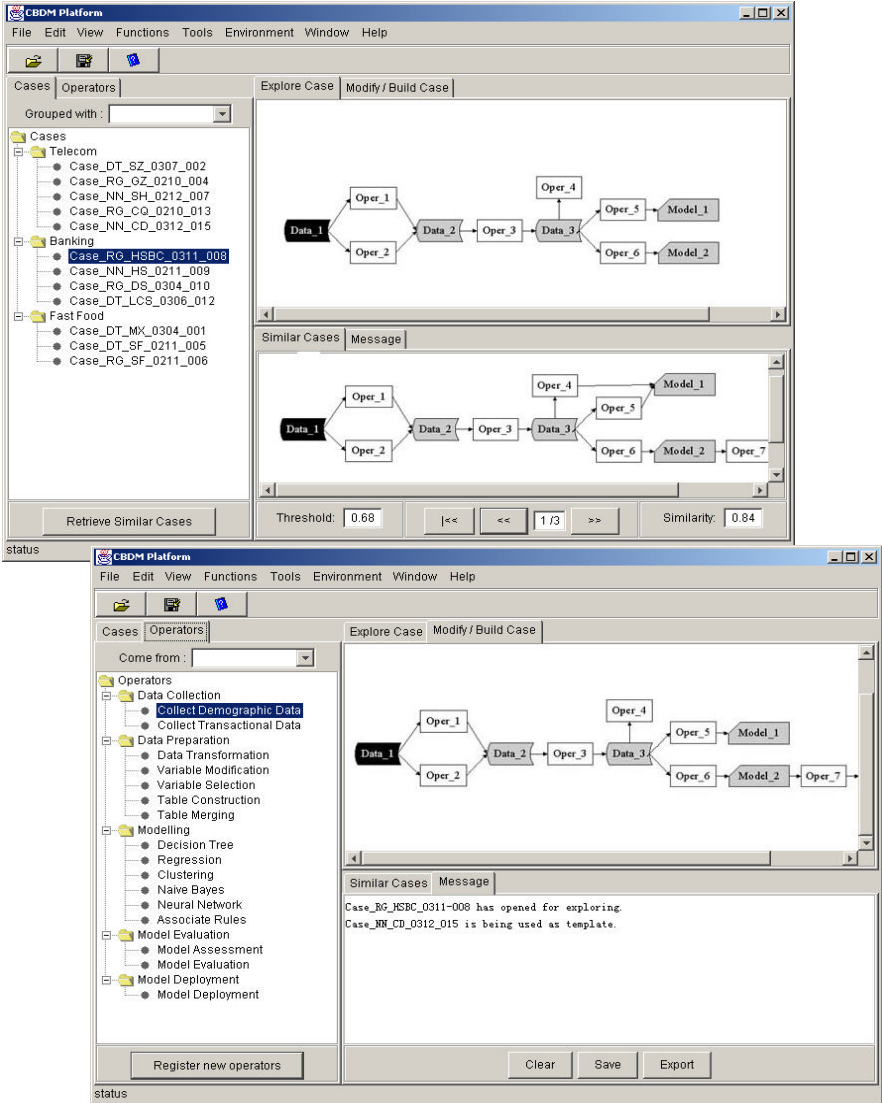 CBDM Platform
File Edit View Functions Tools Environment Window Help
Cases Operators
Grouped with :
Cases
Telecom
Case_DT_SZ_0307_002
Case_RG_GZ_0210_004
Case_NN_SH_0212_007
Case_RG_CQ_0210_013
Case_NN_CD_0312_015
Banking
Case_RG_HSBC_0311_008
Case_NN_HS_0211_009
Case_RG_DS_0304_010
Case_DT_LCS_0306_012
Fast Food
Case_DT_MX_0304_001
Case_DT_SF_0211_005
Case_RG_SF_0211_006
Retrieve Similar Cases
Explore Case Modify / Build Case
Oper_4
Oper_1 Oper_5 Model_1
Data_1 Data_2 Oper_3 Data_3
Oper_2 Oper_6 Model_2
Similar Cases Message
Oper_4 Model_1
Oper_1 Oper_5
Data_1 Data_2 Oper_3 Data_3
Oper_2 Oper_6 Model_2 Oper_7
Threshold: 0.68 |<< << 1 /3 >> Similarity: 0.84
status
CBDM Platform
File Edit View Functions Tools Environment Window Help
Cases Operators
Come from :
Operators
Data Collection
Collect Demographic Data
Collect Transactional Data
Data Preparation
Data Transformation
Variable Modification
Variable Selection
Table Construction
Table Merging
Modelling
Decision Tree
Regression
Clustering
Naive Bayes
Neural Network
Associate Rules
Model Evaluation
Model Assessment
Model Evaluation
Model Deployment
Model Deployment
Register new operators
Explore Case Modify / Build Case
Oper_4
Oper_1 Oper_5 Model_1
Data_1 Data_2 Oper_3 Data_3
Oper_2 Oper_6 Model_2 Oper_7
Similar Cases Message
Case_RG_HSBC_0311-008 has opened for exploring.
Case_NN_CD_0312_015 is being used as template.
Clear Save Export
status